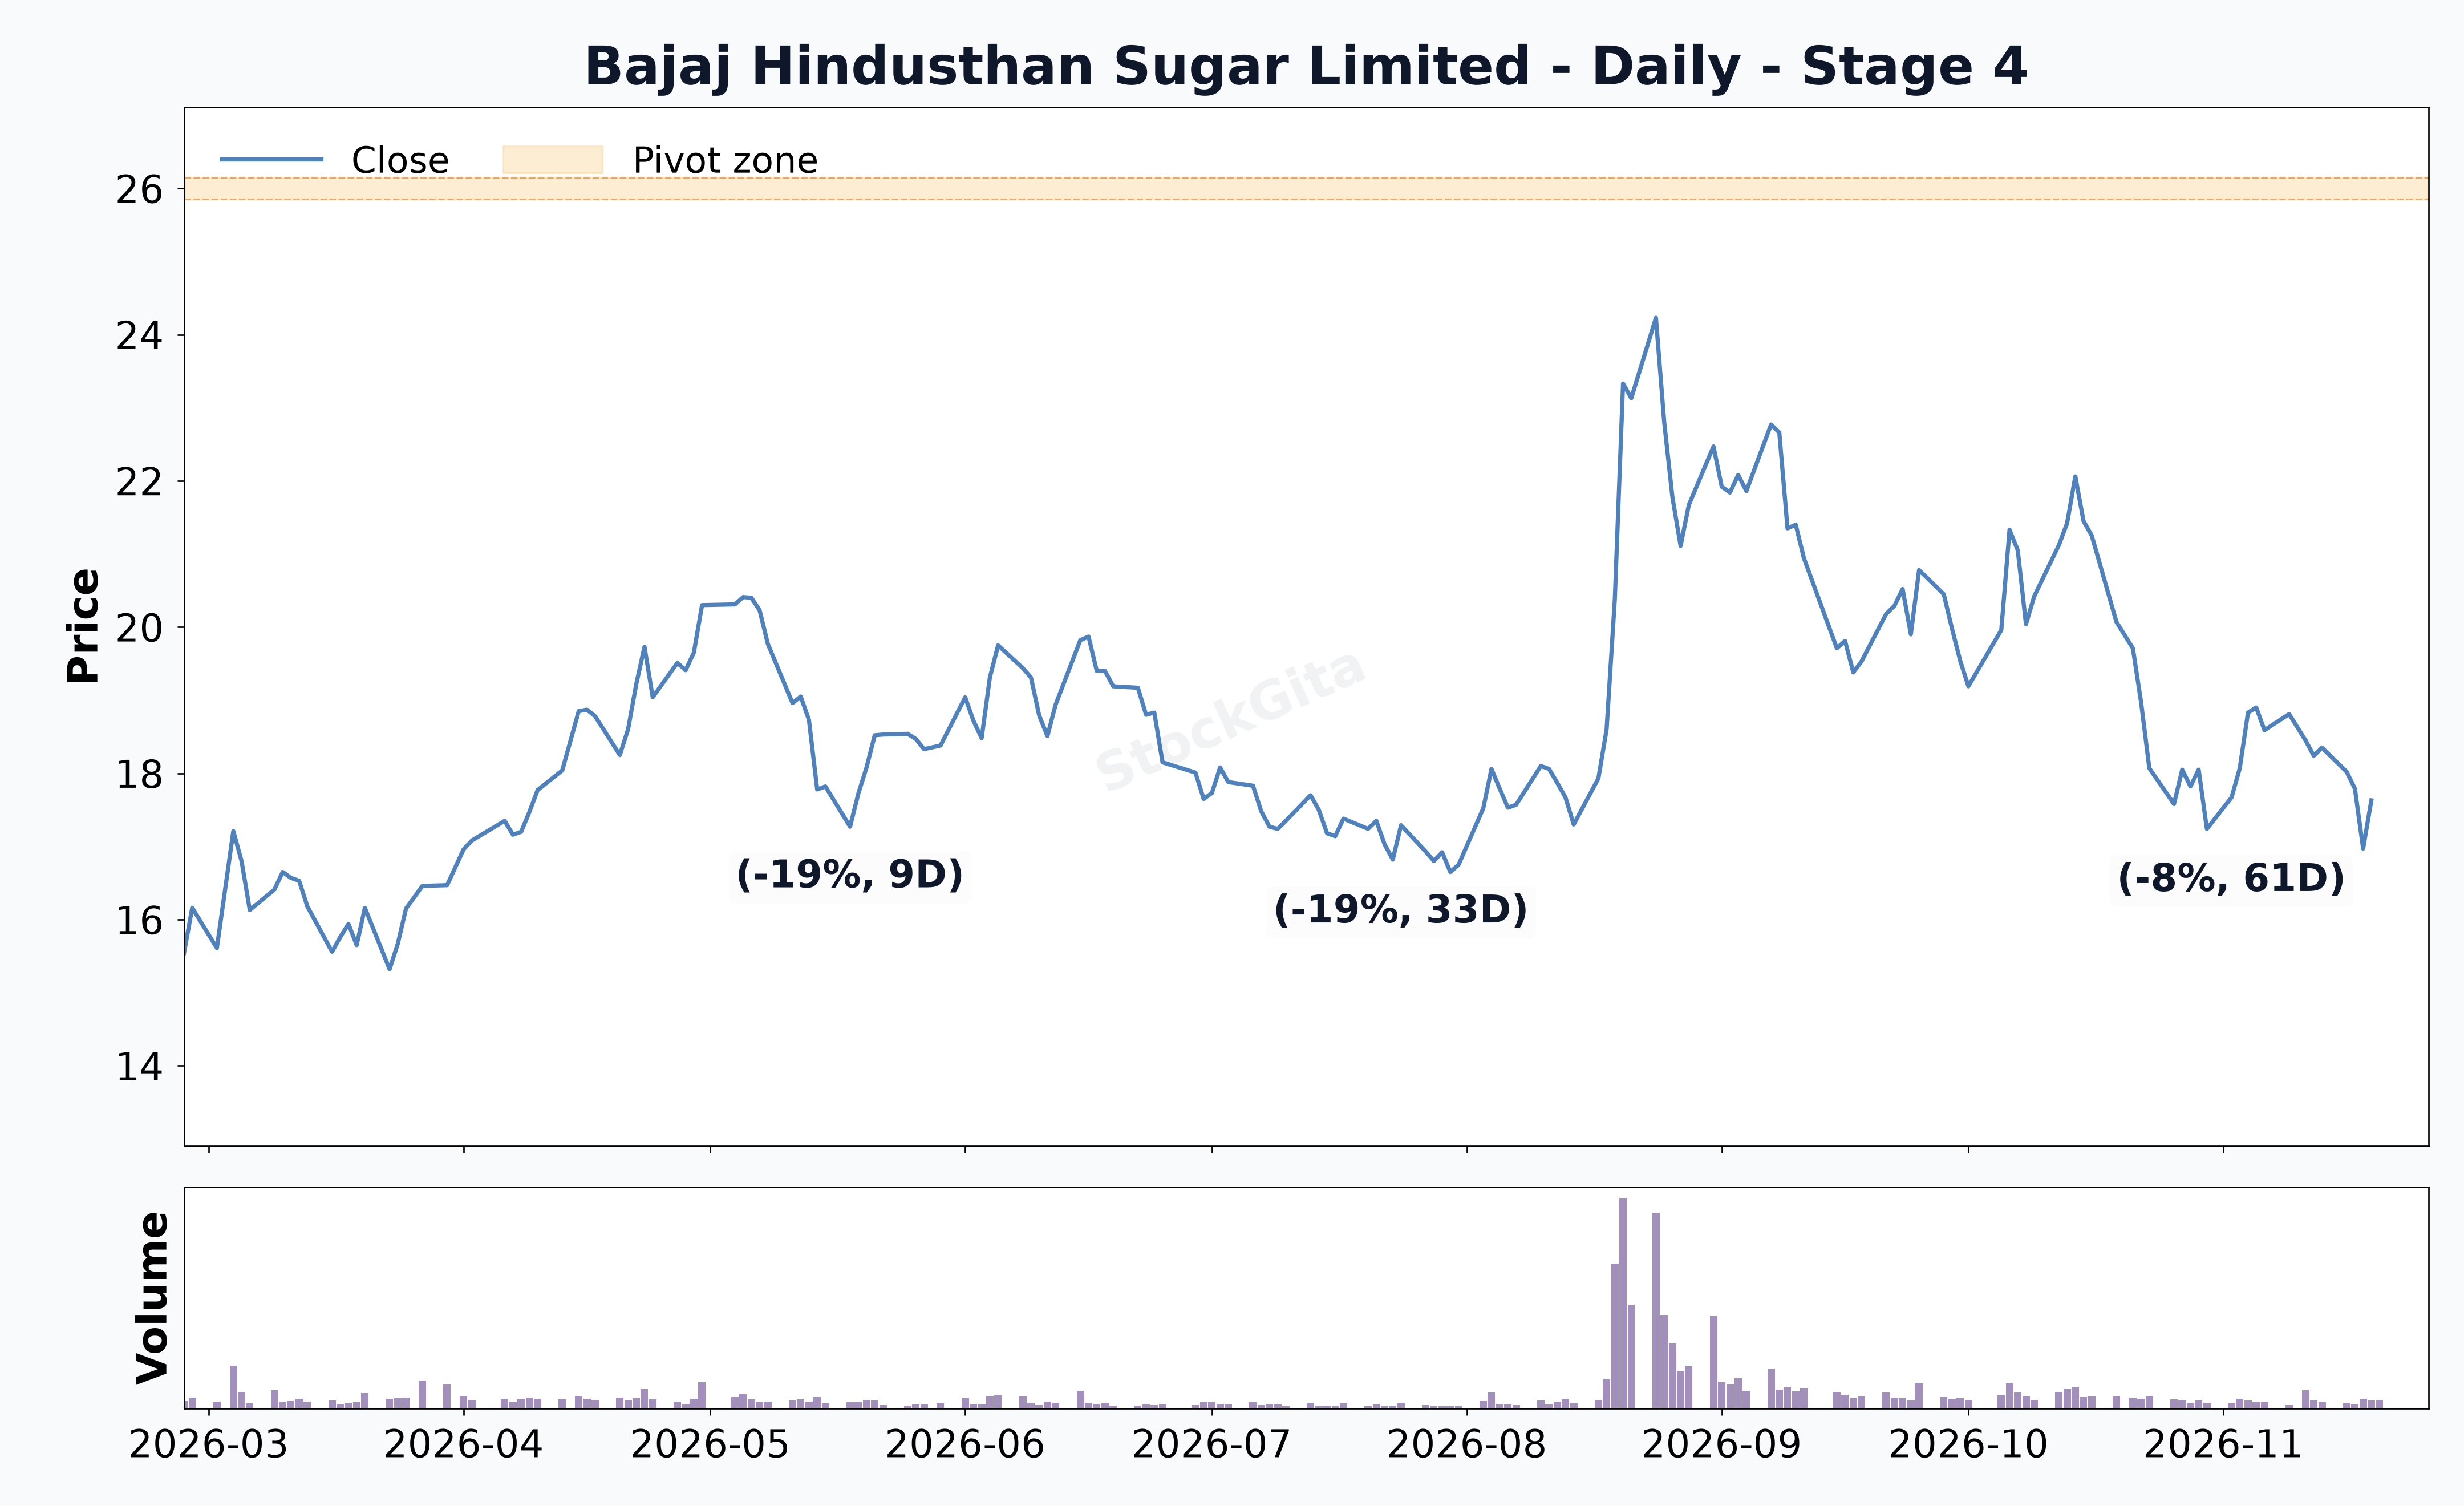 Bajaj Hindusthan Sugar Limited - Daily - Stage 4
Close
Pivot zone
26
24
22
20
18
16
14
Price
StockGita
(-19%, 9D)
(-19%, 33D)
(-8%, 61D)
Volume
2026-03
2026-04
2026-05
2026-06
2026-07
2026-08
2026-09
2026-10
2026-11